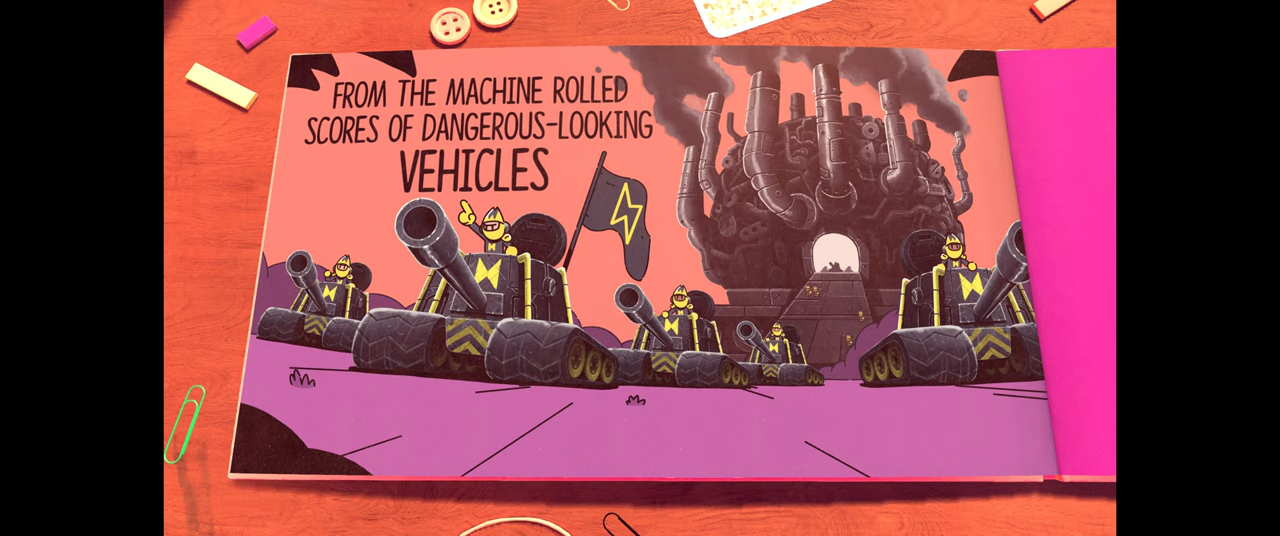 FROM THE MACHINE ROLLED
SCORES OF DANGEROUS-LOOKING
VEHICLES